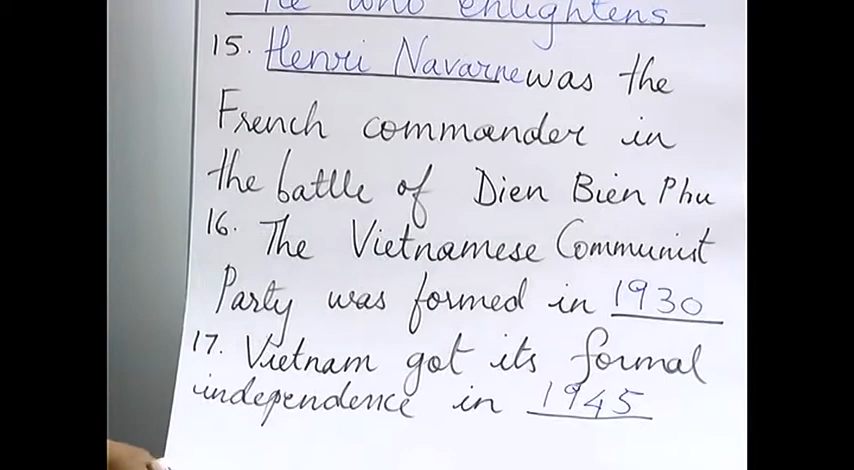 he who enlightens
15. Henri Navarne was the
French commander in
the battle of Dien Bien Phu
16. The Vietnamese Communist
Party was formed in 1930
17. Vietnam got its formal
independence in 1945